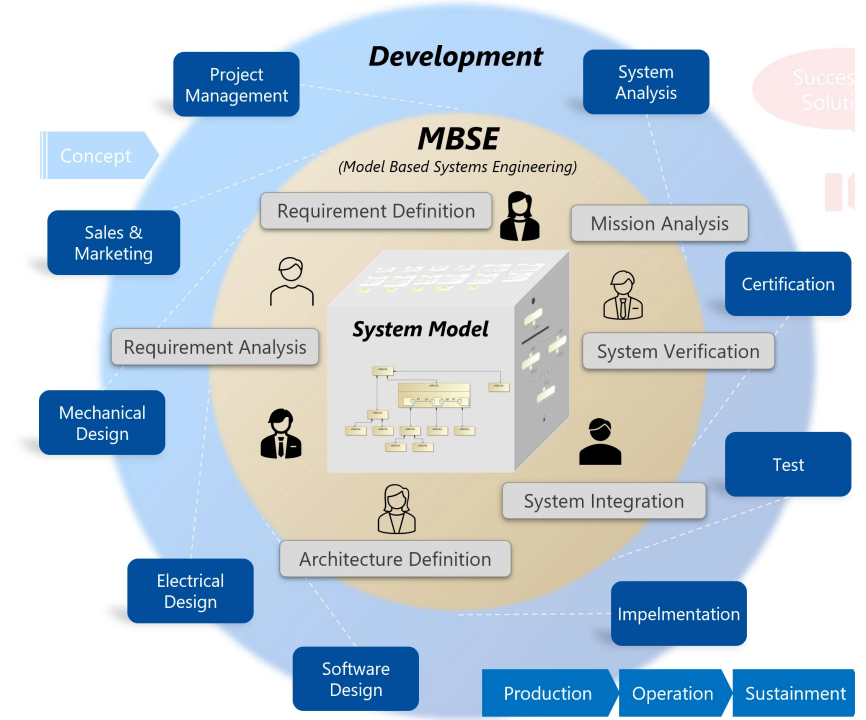 Development
Project
Management
System
Analysis
MBSE
(Model Based Systems Engineering)
Concept
Requirement Definition
Mission Analysis
Sales &
Marketing
Certification
System Model
Requirement Analysis
System Verification
Mechanical
Design
Test
System Integration
Architecture Definition
Electrical
Design
Impelmentation
Software
Design
Production
Operation
Sustainment